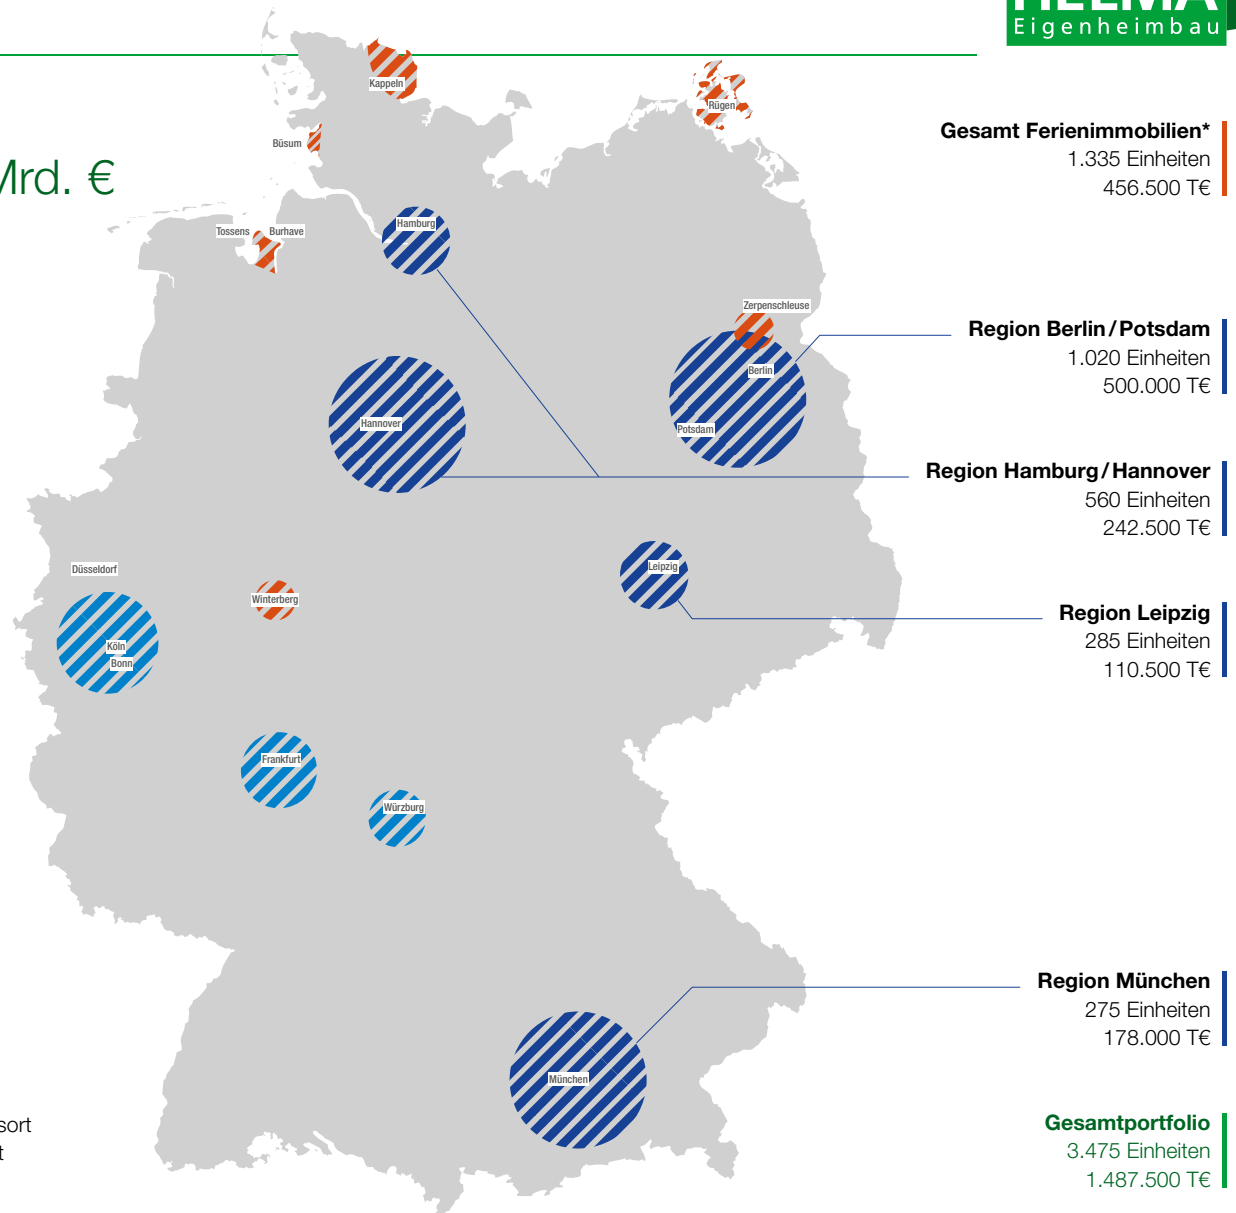 HELMA
Eigenheimbau
Mrd. €
Kappeln
Rügen
Büsum
Tossens
Burhave
Hamburg
Zerpenschleuse
Berlin
Potsdam
Hannover
Düsseldorf
Köln
Bonn
Winterberg
Leipzig
Frankfurt
Würzburg
München
Gesamt Ferienimmobilien*
1.335 Einheiten
456.500 T€
Region Berlin/Potsdam
1.020 Einheiten
500.000 T€
Region Hamburg/Hannover
560 Einheiten
242.500 T€
Region Leipzig
285 Einheiten
110.500 T€
Region München
275 Einheiten
178.000 T€
Gesamtportfolio
3.475 Einheiten
1.487.500 T€
sort
t